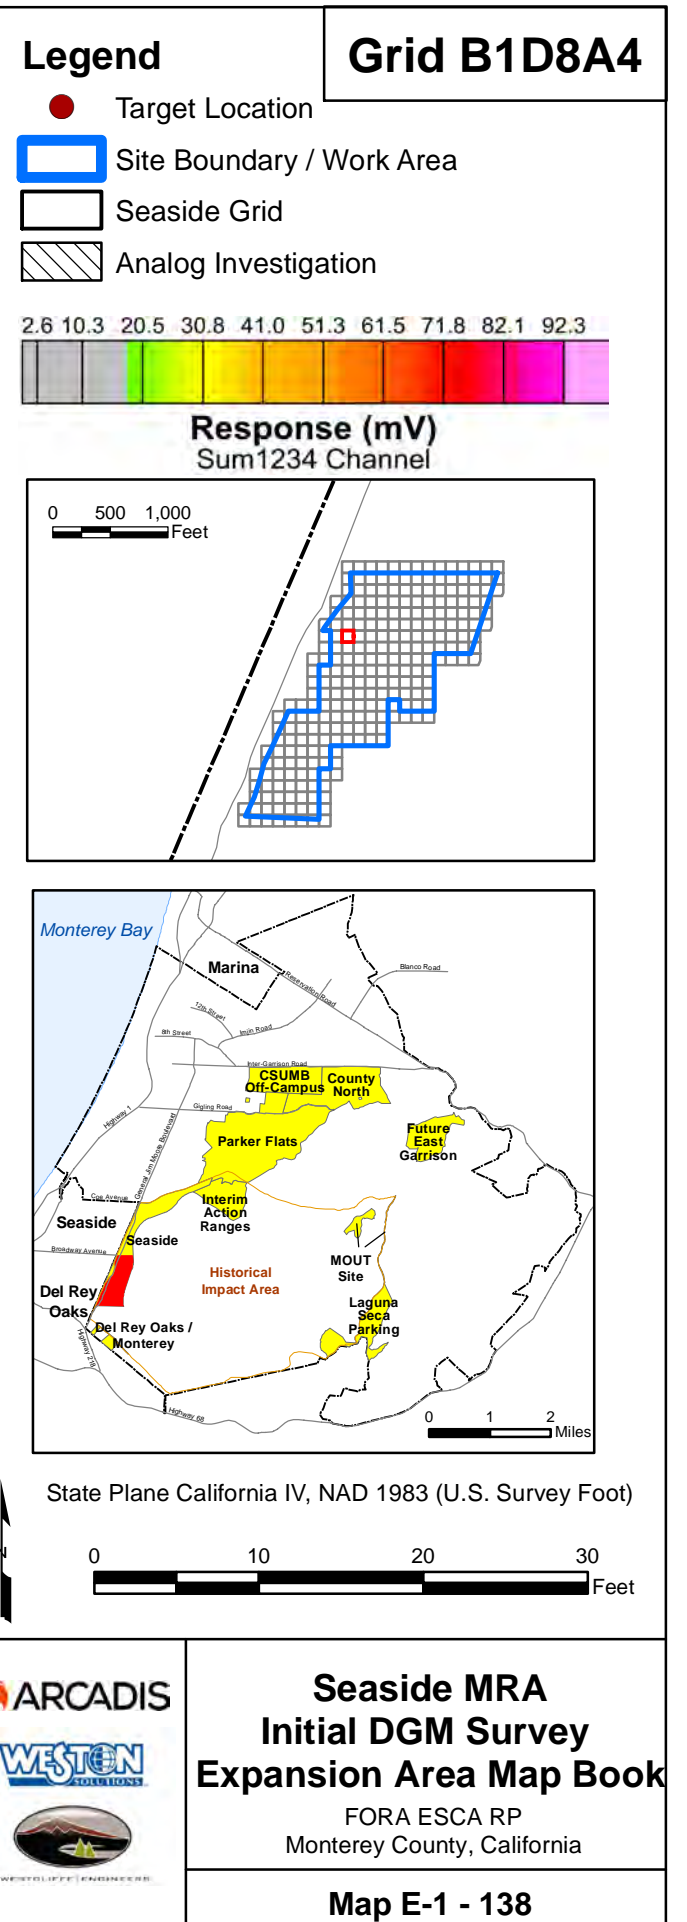 Grid B1D8A4
Legend
Target Location
Site Boundary / Work Area
Seaside Grid
Analog Investigation
2.6 10.3 20.5 30.8 41.0 51.3 61.5 71.8 82.1 92.3
Response (mV)
Sum1234 Channel
0 500 1,000
Feet
Monterey Bay
Marina
Reservation Road
Blanco Road
12th Street
8th Street
Imjin Road
Inter-Garrison Road
CSUMB
Off-Campus
County
North
Highway 1
Gigling Road
General Jim Moore Boulevard
Parker Flats
Future
East
Garrison
Coe Avenue
Interim
Action
Ranges
Seaside
Seaside
Broadway Avenue
MOUT
Site
Historical
Impact Area
Del Rey
Oaks
Laguna
Seca
Parking
Del Rey Oaks /
Monterey
Highway 218
Highway 68
0 1 2
Miles
State Plane California IV, NAD 1983 (U.S. Survey Foot)
N
0 10 20 30
Feet
ARCADIS
WESTON
SOLUTIONS
WESTCLIFFE ENGINEERS
Seaside MRA
Initial DGM Survey
Expansion Area Map Book
FORA ESCA RP
Monterey County, California
Map E-1 - 138